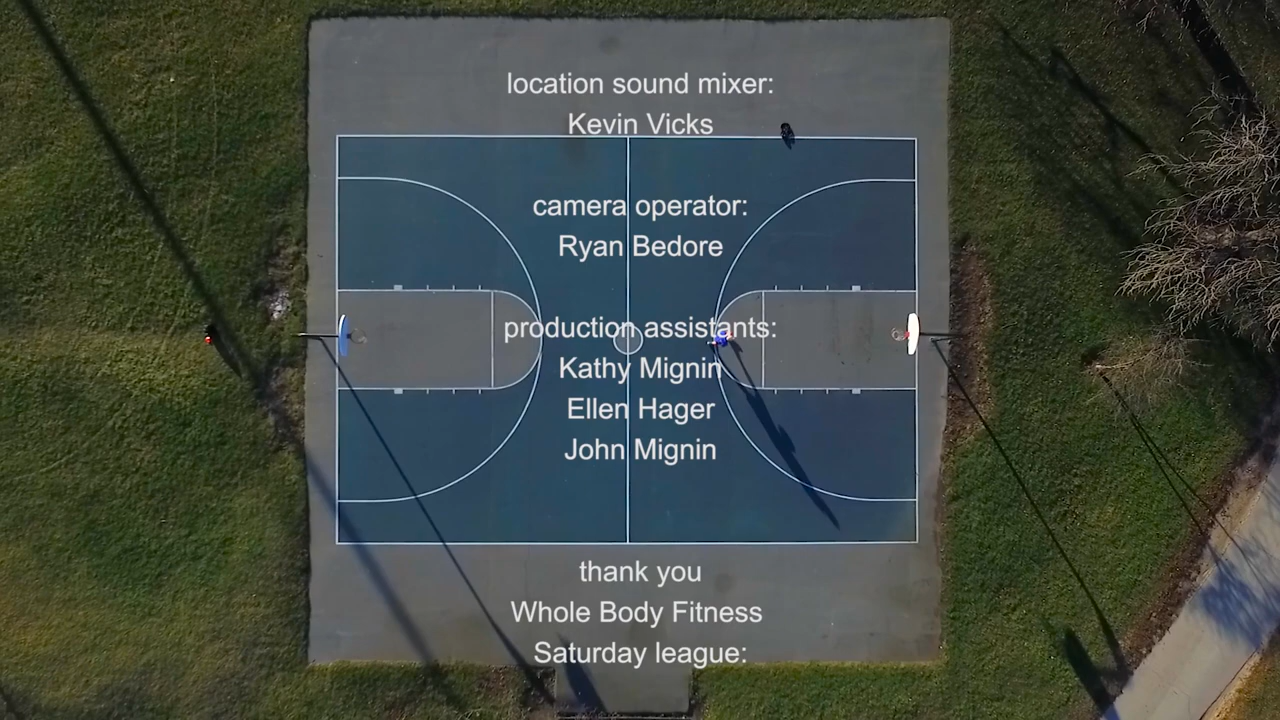 location sound mixer:
Kevin Vicks
camera operator:
Ryan Bedore
production assistants:
Kathy Mignin
Ellen Hager
John Mignin
thank you
Whole Body Fitness
Saturday league: